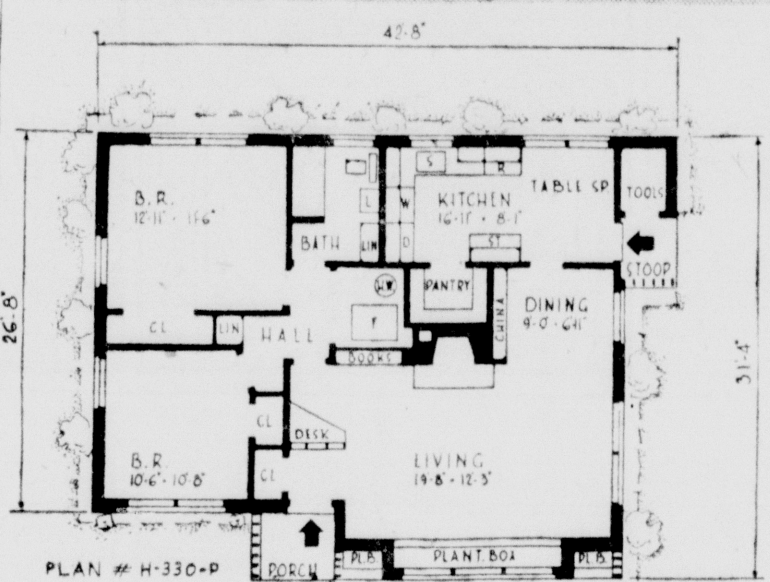 42'-8"
26'-8"
31'-4"
B.R.
12'-11" - 11'-6"
L
LIN
BATH
S
R
W
D
KITCHEN
16'-11" - 8'-1"
ST
TABLE SP.
TOOLS
STOOP
H.W.
F
PANTRY
CHINA
DINING
9'-0" - 6'-11"
CL
LIN
HALL
BOOKS
CL
DESK
CL
B.R.
10'-6" - 10'-8"
LIVING
19'-8" - 12'-3"
PL.B.
PLANT. BOX
PL.B.
PORCH
PLAN # H-330-P